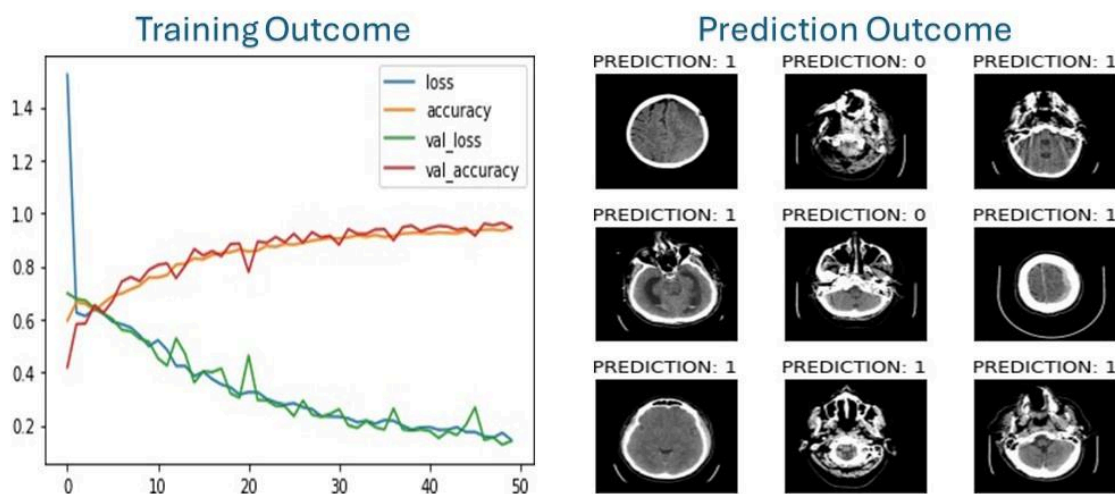 Training Outcome
1.4
1.2
1.0
0.8
0.6
0.4
0.2
0 10 20 30 40 50
loss
accuracy
val_loss
val_accuracy
Prediction Outcome
PREDICTION: 1 PREDICTION: 0 PREDICTION: 1
PREDICTION: 1 PREDICTION: 0 PREDICTION: 1
PREDICTION: 1 PREDICTION: 1 PREDICTION: 1